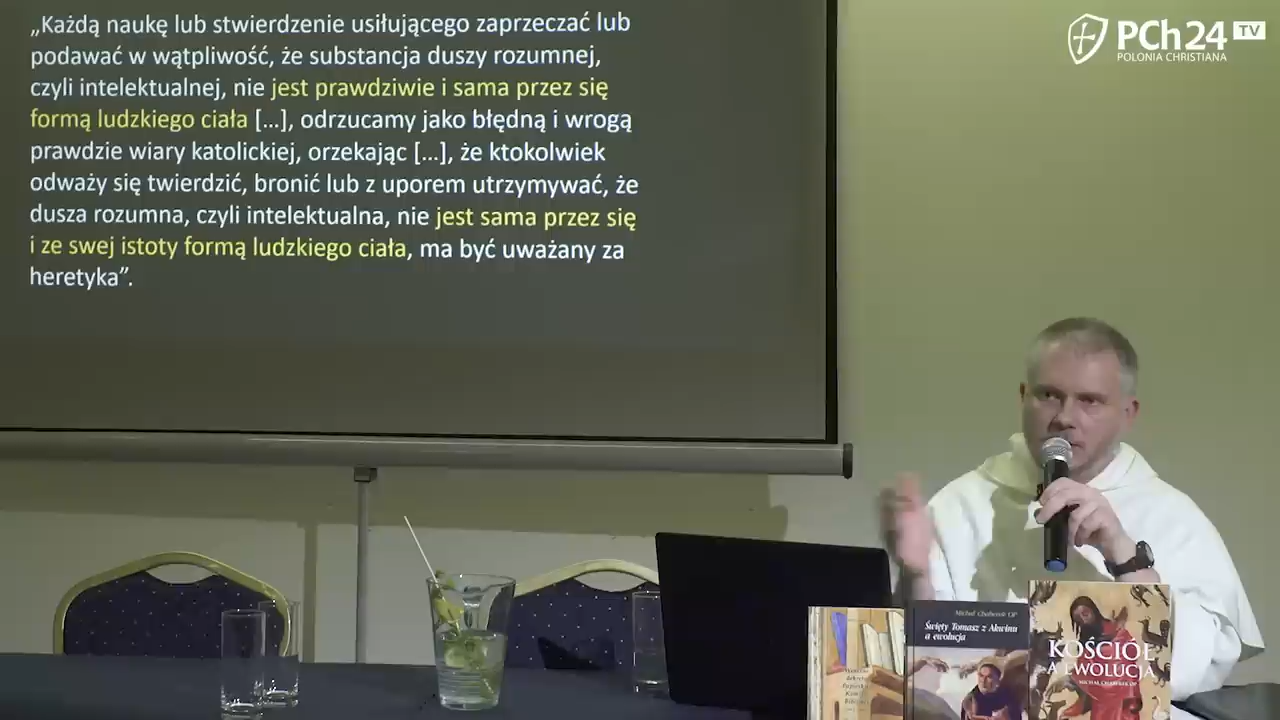 „Każdą naukę lub stwierdzenie usiłującego zaprzeczać lub
podawać w wątpliwość, że substancja duszy rozumnej,
czyli intelektualnej, nie jest prawdziwie i sama przez się
formą ludzkiego ciała [...], odrzucamy jako błędną i wrogą
prawdzie wiary katolickiej, orzekając [...], że ktokolwiek
odważy się twierdzić, bronić lub z uporem utrzymywać, że
dusza rozumna, czyli intelektualna, nie jest sama przez się
i ze swej istoty formą ludzkiego ciała, ma być uważany za
heretyka”.
PCh24 TV
POLONIA CHRISTIANA
Michał Chaberek OP
Święty Tomasz z Akwinu
a ewolucja
KOŚCIÓŁ
A EWOLUCJA
MICHAŁ CHABEREK OP